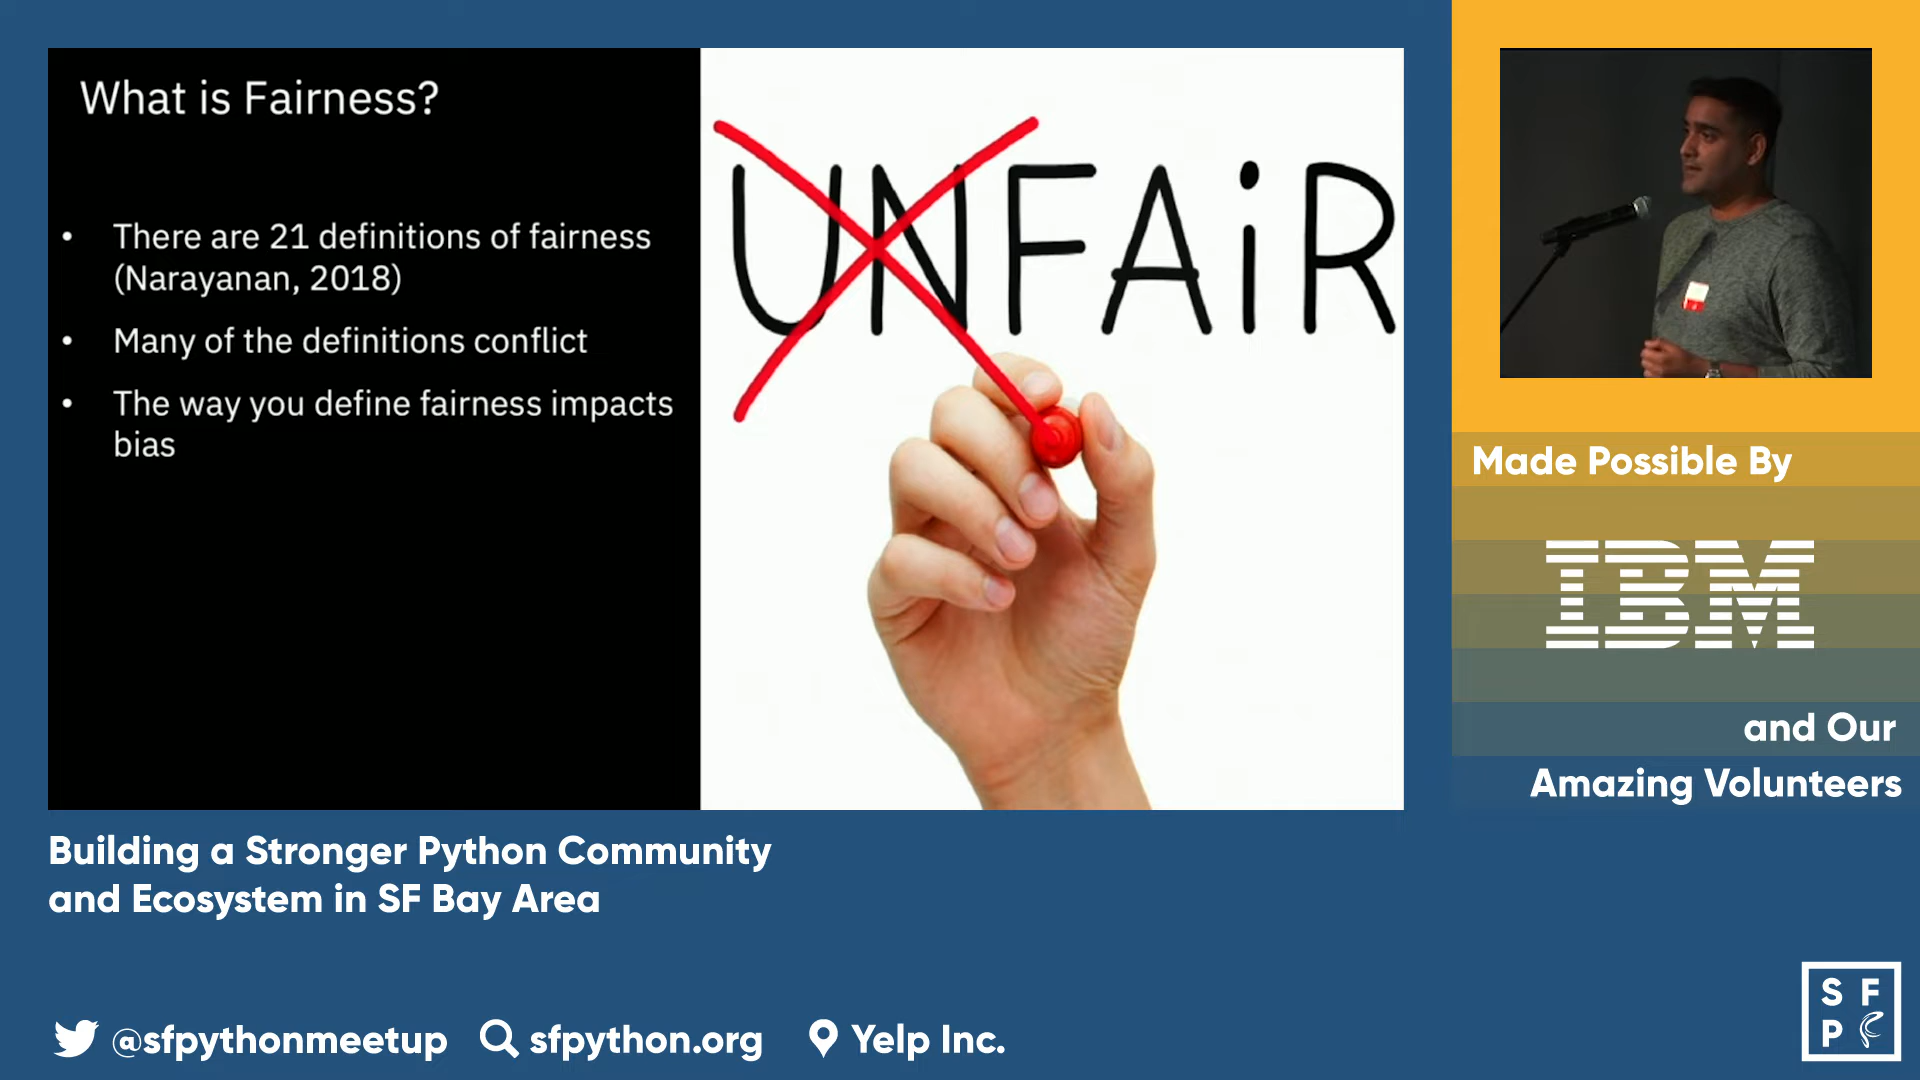 What is Fairness?
• There are 21 definitions of fairness
(Narayanan, 2018)
• Many of the definitions conflict
• The way you define fairness impacts
bias
UNFAiR
Made Possible By
IBM
and Our
Amazing Volunteers
Building a Stronger Python Community
and Ecosystem in SF Bay Area
@sfpythonmeetup sfpython.org Yelp Inc.
S F
P